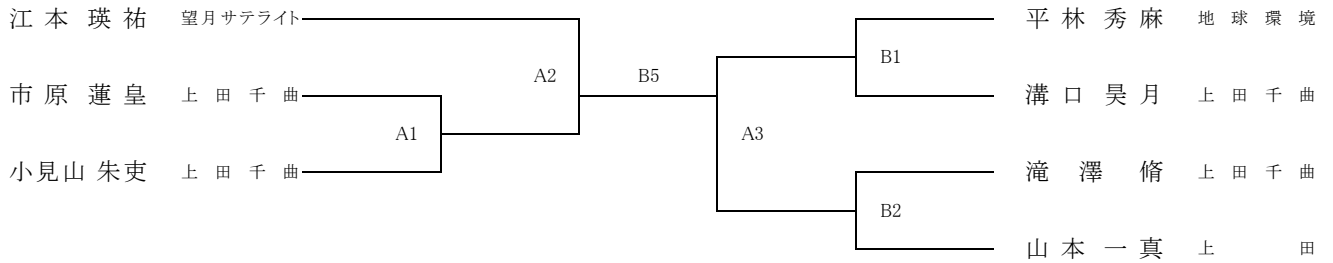 江本 瑛祐 望月サテライト
市原 蓮皇 上田千曲
小見山 朱吏 上田千曲
A1
A2
B5
A3
B1
B2
平林 秀麻 地球環境
溝口 昊月 上田千曲
滝澤 脩 上田千曲
山本 一真 上田